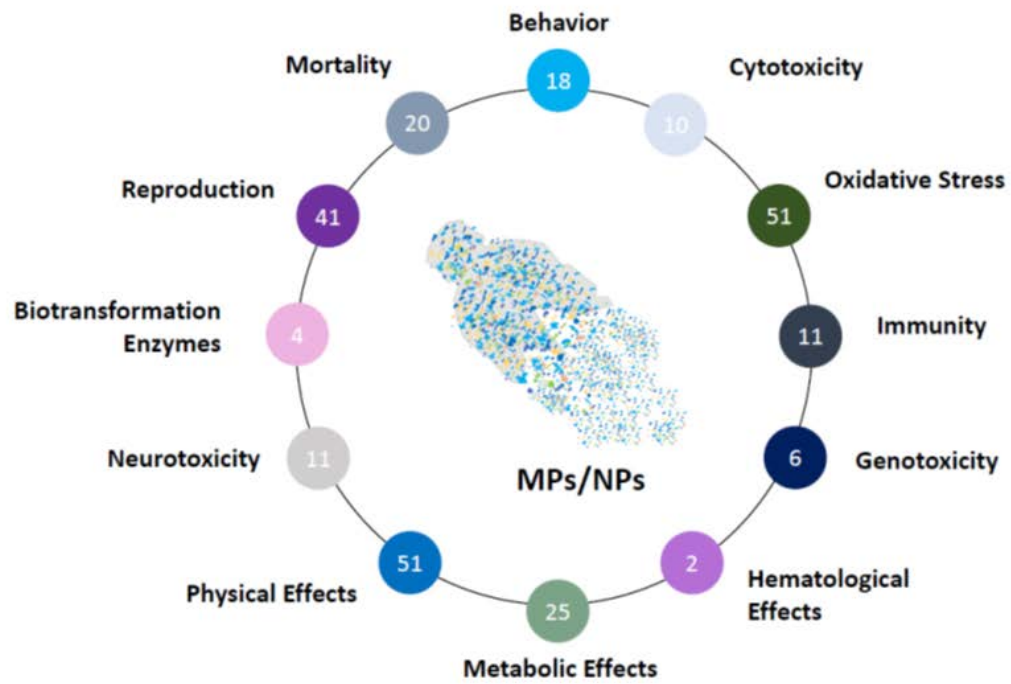 Behavior
18
Cytotoxicity
10
Oxidative Stress
51
Immunity
11
Genotoxicity
6
Hematological
Effects
2
Metabolic Effects
25
Physical Effects
51
Neurotoxicity
11
Biotransformation
Enzymes
4
Reproduction
41
Mortality
20
MPs/NPs